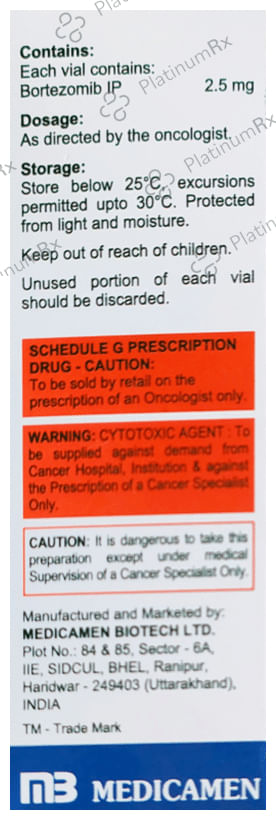 Contains:
Each vial contains:
Bortezomib IP 2.5 mg
Dosage:
As directed by the oncologist.
Storage:
Store below 25°C, excursions
permitted upto 30°C. Protected
from light and moisture.
Keep out of reach of children.
Unused portion of each vial
should be discarded.
SCHEDULE G PRESCRIPTION
DRUG - CAUTION:
To be sold by retail on the
prescription of an Oncologist only.
WARNING: CYTOTOXIC AGENT : To
be supplied against demand from
Cancer Hospital, Institution & against
the Prescription of a Cancer Specialist
Only.
CAUTION: It is dangerous to take this
preparation except under medical
Supervision of a Cancer Specialist Only.
Manufactured and Marketed by:
MEDICAMEN BIOTECH LTD.
Plot No.: 84 & 85, Sector - 6A,
IIE, SIDCUL, BHEL, Ranipur,
Haridwar - 249403 (Uttarakhand),
INDIA
TM - Trade Mark
MB MEDICAMEN
PlatinumRx
PlatinumRx
PlatinumRx
PlatinumRx